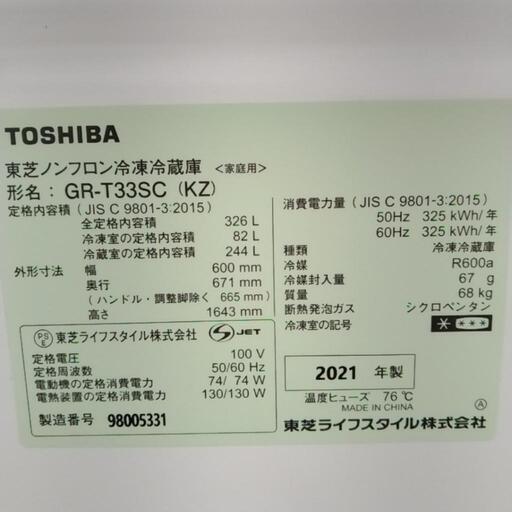 TOSHIBA
東芝ノンフロン冷凍冷蔵庫 <家庭用>
形名： GR-T33SC (KZ)
定格内容積 (JIS C 9801-3:2015)
全定格内容積 326 L
冷凍室の定格内容積 82 L
冷蔵室の定格内容積 244 L
外形寸法 幅 600 mm
奥行 671 mm
(ハンドル・調整脚除く 665 mm)
高さ 1643 mm
消費電力量 (JIS C 9801-3:2015)
50Hz 325 kWh/年
60Hz 325 kWh/年
種類 冷凍冷蔵庫
冷媒 R600a
冷媒封入量 67 g
質量 68 kg
断熱発泡ガス シクロペンタン
冷凍室の記号
PS E 東芝ライフスタイル株式会社 S JET
定格電圧 100 V
定格周波数 50/60 Hz
電動機の定格消費電力 74/ 74 W
電熱装置の定格消費電力 130/130 W
製造番号 98005331
2021 年製
温度ヒューズ 76℃
MADE IN CHINA
A
東芝ライフスタイル株式会社